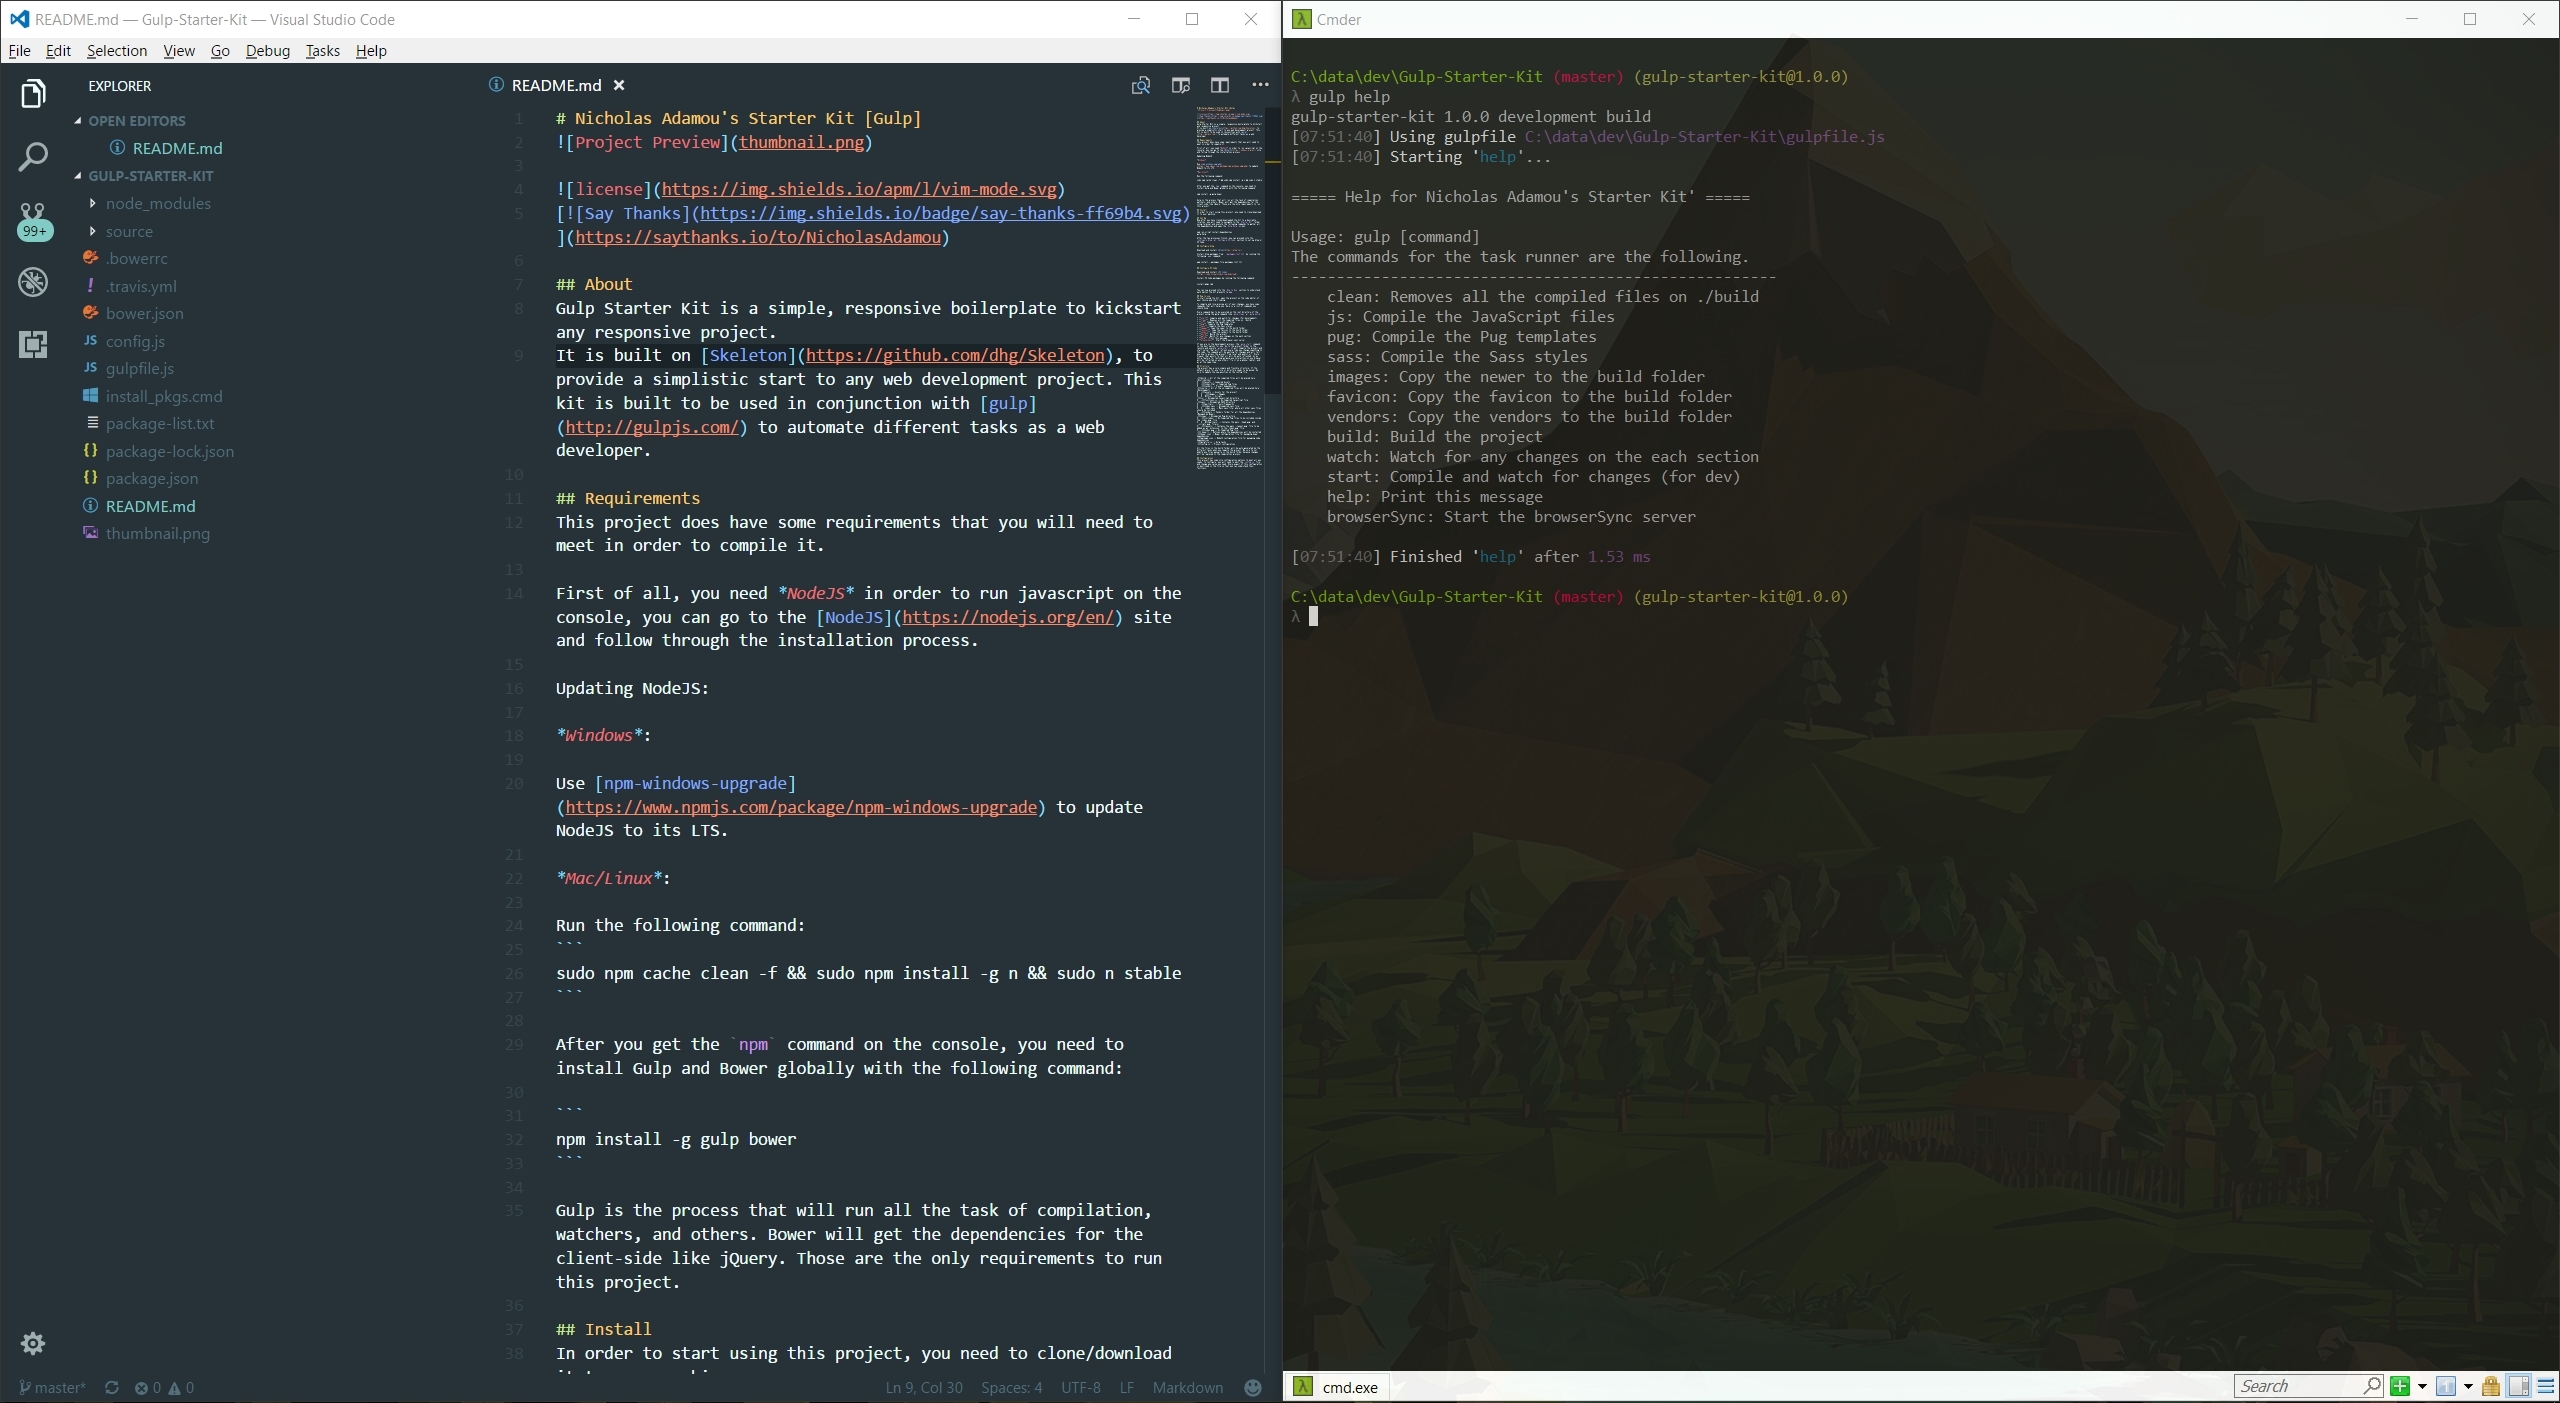 README.md — Gulp-Starter-Kit — Visual Studio Code
File Edit Selection View Go Debug Tasks Help
EXPLORER
OPEN EDITORS
README.md
GULP-STARTER-KIT
node_modules
source
99+
.bowerrc
.travis.yml
bower.json
JS config.js
JS gulpfile.js
install_pkgs.cmd
package-list.txt
{} package-lock.json
{} package.json
README.md
thumbnail.png
README.md
1 # Nicholas Adamou's Starter Kit [Gulp]
2 ![Project Preview](thumbnail.png)
3
4 ![license](https://img.shields.io/apm/l/vim-mode.svg)
5 [![Say Thanks](https://img.shields.io/badge/say-thanks-ff69b4.svg)
](https://saythanks.io/to/NicholasAdamou)
6
7 ## About
8 Gulp Starter Kit is a simple, responsive boilerplate to kickstart
any responsive project.
9 It is built on [Skeleton](https://github.com/dhg/Skeleton), to
provide a simplistic start to any web development project. This
kit is built to be used in conjunction with [gulp]
(http://gulpjs.com/) to automate different tasks as a web
developer.
10
11 ## Requirements
12 This project does have some requirements that you will need to
meet in order to compile it.
13
14 First of all, you need *NodeJS* in order to run javascript on the
console, you can go to the [NodeJS](https://nodejs.org/en/) site
and follow through the installation process.
15
16 Updating NodeJS:
17
18 *Windows*:
19
20 Use [npm-windows-upgrade]
(https://www.npmjs.com/package/npm-windows-upgrade) to update
NodeJS to its LTS.
21
22 *Mac/Linux*:
23
24 Run the following command:
25 ```
26 sudo npm cache clean -f && sudo npm install -g n && sudo n stable
27 ```
28
29 After you get the `npm` command on the console, you need to
install Gulp and Bower globally with the following command:
30
31 ```
32 npm install -g gulp bower
33 ```
34
35 Gulp is the process that will run all the task of compilation,
watchers, and others. Bower will get the dependencies for the
client-side like jQuery. Those are the only requirements to run
this project.
36
37 ## Install
38 In order to start using this project, you need to clone/download
master* 0 0 Ln 9, Col 30 Spaces: 4 UTF-8 LF Markdown
λ Cmder
C:\data\dev\Gulp-Starter-Kit (master) (gulp-starter-kit@1.0.0)
λ gulp help
gulp-starter-kit 1.0.0 development build
[07:51:40] Using gulpfile C:\data\dev\Gulp-Starter-Kit\gulpfile.js
[07:51:40] Starting 'help'...
===== Help for Nicholas Adamou's Starter Kit' =====
Usage: gulp [command]
The commands for the task runner are the following.
------------------------------------------------------
clean: Removes all the compiled files on ./build
js: Compile the JavaScript files
pug: Compile the Pug templates
sass: Compile the Sass styles
images: Copy the newer to the build folder
favicon: Copy the favicon to the build folder
vendors: Copy the vendors to the build folder
build: Build the project
watch: Watch for any changes on the each section
start: Compile and watch for changes (for dev)
help: Print this message
browserSync: Start the browserSync server
[07:51:40] Finished 'help' after 1.53 ms
C:\data\dev\Gulp-Starter-Kit (master) (gulp-starter-kit@1.0.0)
λ
λ cmd.exe
Search